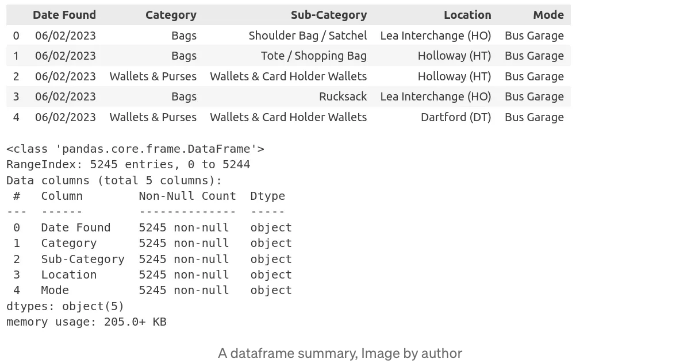 Date Found Category Sub-Category Location Mode
0 06/02/2023 Bags Shoulder Bag / Satchel Lea Interchange (HO) Bus Garage
1 06/02/2023 Bags Tote / Shopping Bag Holloway (HT) Bus Garage
2 06/02/2023 Wallets & Purses Wallets & Card Holder Wallets Holloway (HT) Bus Garage
3 06/02/2023 Bags Rucksack Lea Interchange (HO) Bus Garage
4 06/02/2023 Wallets & Purses Wallets & Card Holder Wallets Dartford (DT) Bus Garage
<class 'pandas.core.frame.DataFrame'>
RangeIndex: 5245 entries, 0 to 5244
Data columns (total 5 columns):
# Column Non-Null Count Dtype
--- ------ -------------- -----
0 Date Found 5245 non-null object
1 Category 5245 non-null object
2 Sub-Category 5245 non-null object
3 Location 5245 non-null object
4 Mode 5245 non-null object
dtypes: object(5)
memory usage: 205.0+ KB
A dataframe summary, Image by author